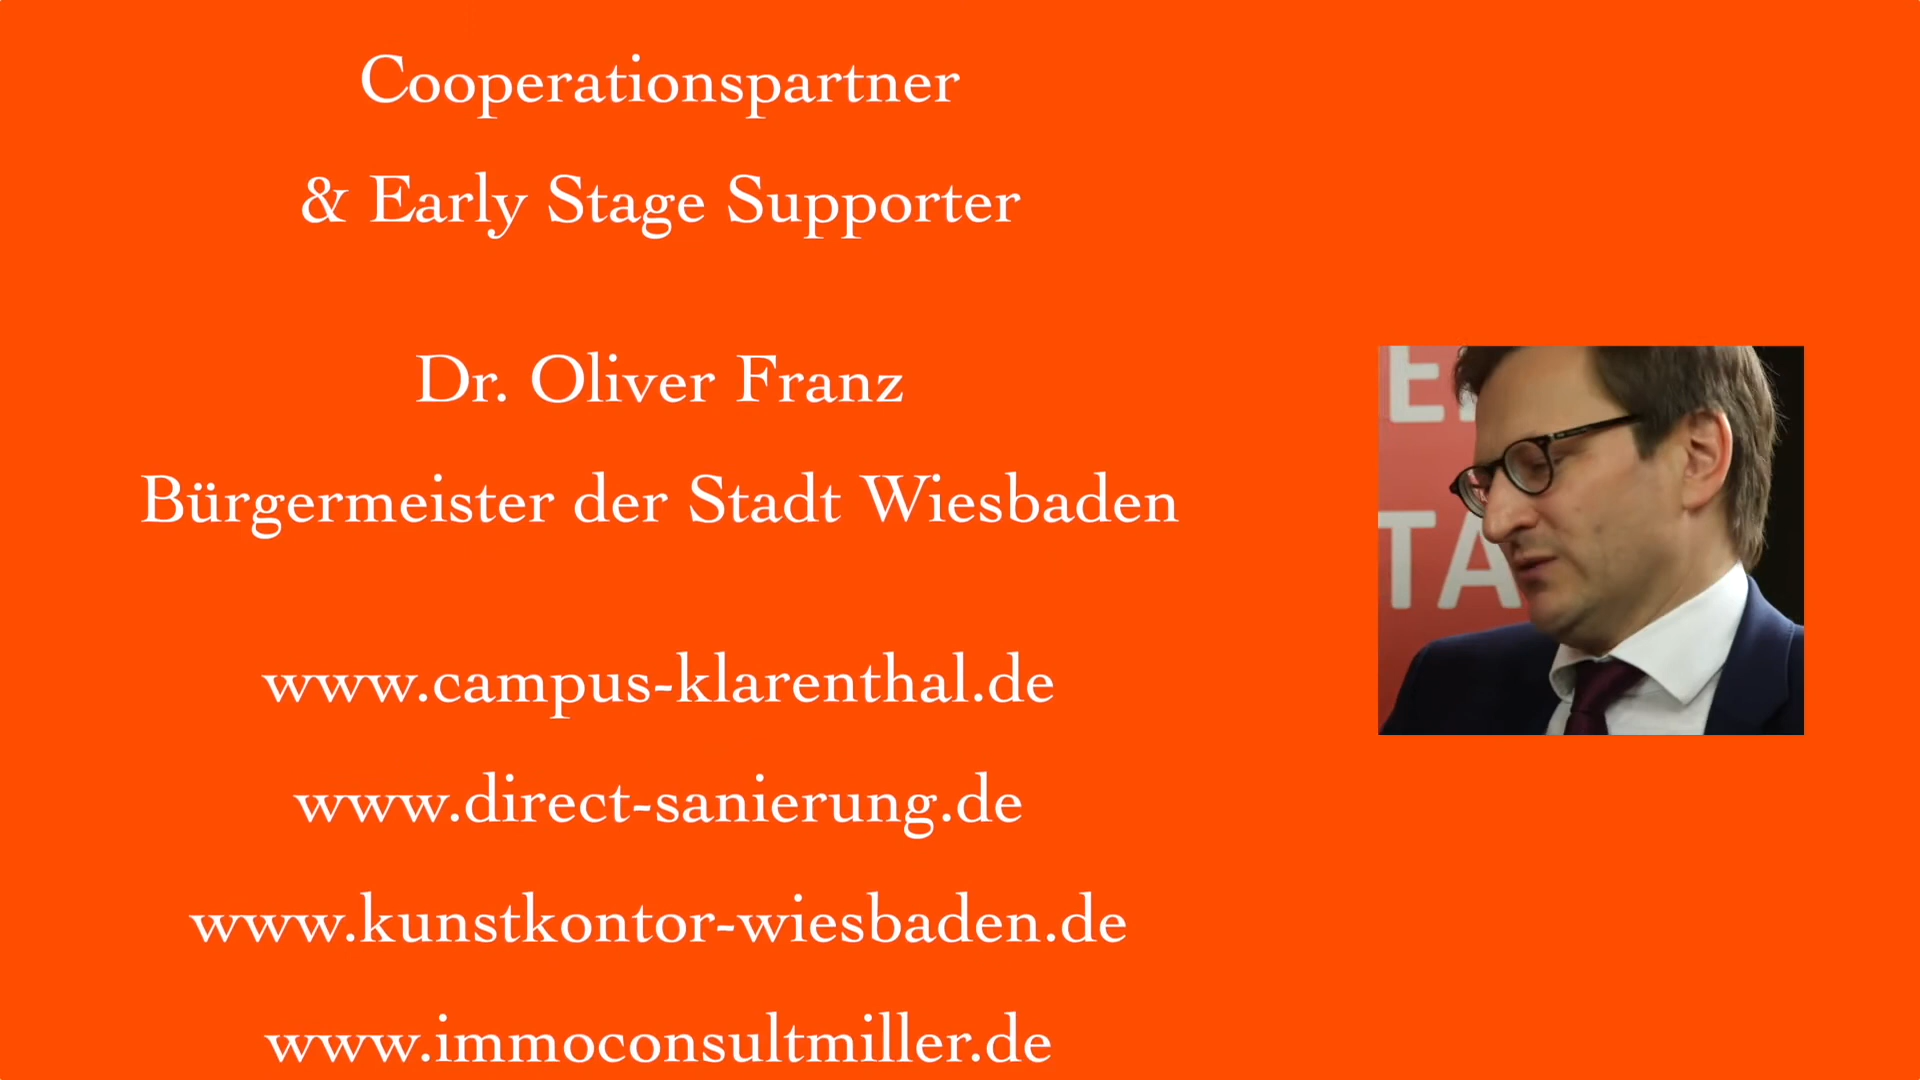 Cooperationspartner
& Early Stage Supporter
Dr. Oliver Franz
Bürgermeister der Stadt Wiesbaden
www.campus-klarenthal.de
www.direct-sanierung.de
www.kunstkontor-wiesbaden.de
www.immoconsultmiller.de